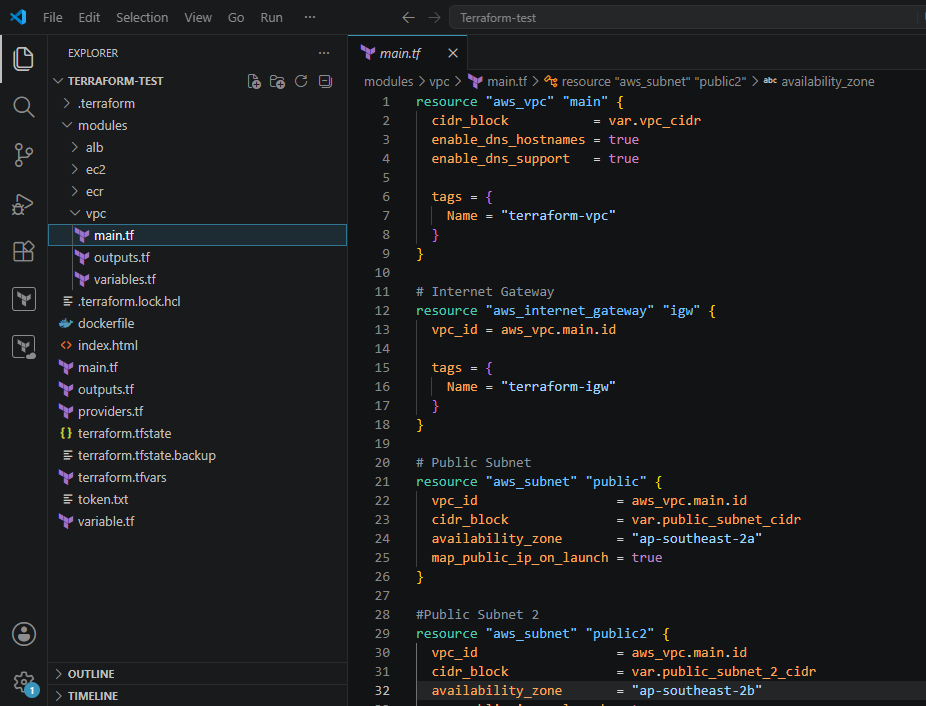 File Edit Selection View Go Run ···
Terraform-test
EXPLORER ···
TERRAFORM-TEST
.terraform
modules
alb
ec2
ecr
vpc
main.tf
outputs.tf
variables.tf
.terraform.lock.hcl
dockerfile
index.html
main.tf
outputs.tf
providers.tf
{} terraform.tfstate
terraform.tfstate.backup
terraform.tfvars
token.txt
variable.tf
OUTLINE
TIMELINE
1
main.tf
modules > vpc > main.tf > resource "aws_subnet" "public2" > abc availability_zone
1 resource "aws_vpc" "main" {
2 cidr_block = var.vpc_cidr
3 enable_dns_hostnames = true
4 enable_dns_support = true
5
6 tags = {
7 Name = "terraform-vpc"
8 }
9 }
10
11 # Internet Gateway
12 resource "aws_internet_gateway" "igw" {
13 vpc_id = aws_vpc.main.id
14
15 tags = {
16 Name = "terraform-igw"
17 }
18 }
19
20 # Public Subnet
21 resource "aws_subnet" "public" {
22 vpc_id = aws_vpc.main.id
23 cidr_block = var.public_subnet_cidr
24 availability_zone = "ap-southeast-2a"
25 map_public_ip_on_launch = true
26 }
27
28 #Public Subnet 2
29 resource "aws_subnet" "public2" {
30 vpc_id = aws_vpc.main.id
31 cidr_block = var.public_subnet_2_cidr
32 availability_zone = "ap-southeast-2b"